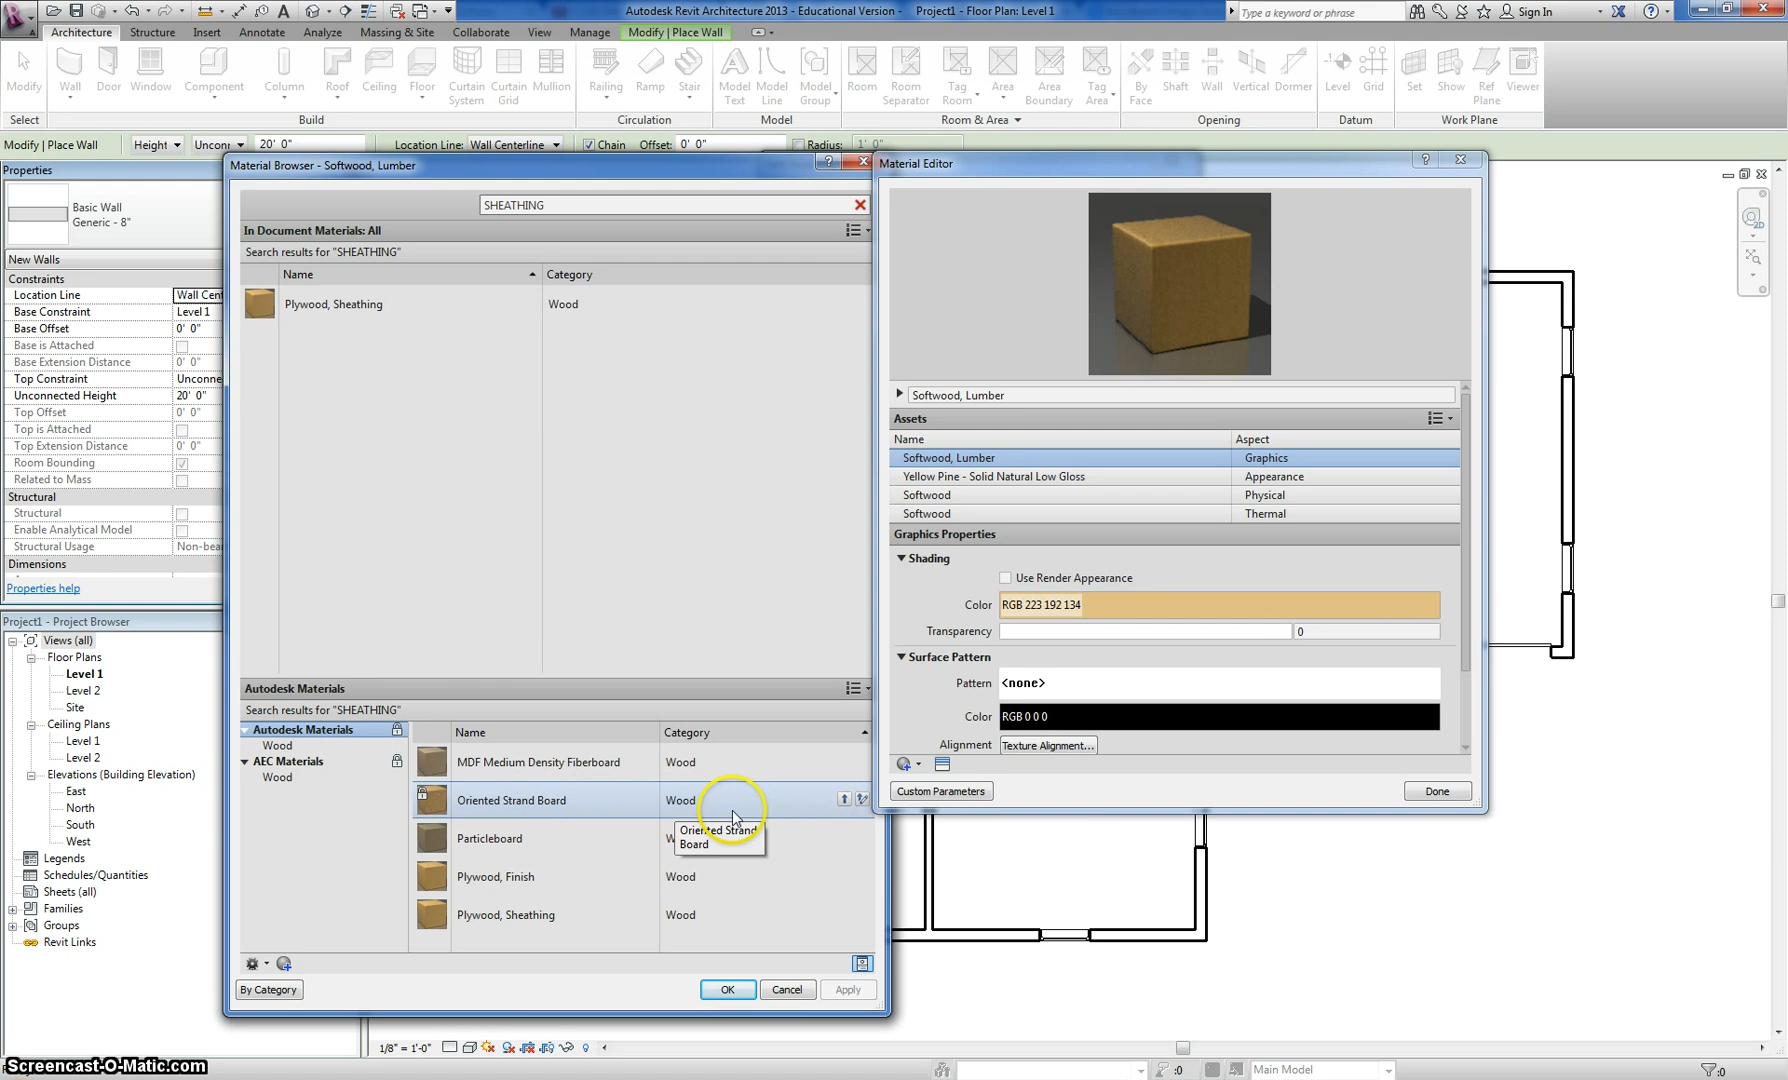 Autodesk Revit Architecture 2013 - Educational Version - Project1 - Floor Plan: Level 1
Type a keyword or phrase
Sign In
Architecture Structure Insert Annotate Analyze Massing & Site Collaborate View Manage Modify | Place Wall
Modify Wall Door Window Component Column Roof Ceiling Floor Curtain System Curtain Grid Mullion Railing Ramp Stair Model Text Model Line Model Group Room Room Separator Tag Room Area Area Boundary Tag Area By Face Shaft Wall Vertical Dormer Level Grid Set Show Ref Plane Viewer
Select Build Circulation Model Room & Area Opening Datum Work Plane
Modify | Place Wall Height Unconr 20' 0" Location Line: Wall Centerline Chain Offset: 0' 0" Radius: 1' 0"
Properties
Basic Wall
Generic - 8"
New Walls
Constraints
Location Line Wall Cent
Base Constraint Level 1
Base Offset 0' 0"
Base is Attached
Base Extension Distance 0' 0"
Top Constraint Unconne
Unconnected Height 20' 0"
Top Offset 0' 0"
Top is Attached
Top Extension Distance 0' 0"
Room Bounding
Related to Mass
Structural
Structural
Enable Analytical Model
Structural Usage Non-bear
Dimensions
Properties help
Project1 - Project Browser
Views (all)
Floor Plans
Level 1
Level 2
Site
Ceiling Plans
Level 1
Level 2
Elevations (Building Elevation)
East
North
South
West
Legends
Schedules/Quantities
Sheets (all)
Families
Groups
Revit Links
Material Browser - Softwood, Lumber
SHEATHING
In Document Materials: All
Search results for "SHEATHING"
Name Category
Plywood, Sheathing Wood
Autodesk Materials
Search results for "SHEATHING"
Autodesk Materials
Wood
AEC Materials
Wood
Name Category
MDF Medium Density Fiberboard Wood
Oriented Strand Board Wood
Particleboard W
Plywood, Finish Wood
Plywood, Sheathing Wood
Oriented Strand
Board
By Category OK Cancel Apply
Material Editor
Softwood, Lumber
Assets
Name Aspect
Softwood, Lumber Graphics
Yellow Pine - Solid Natural Low Gloss Appearance
Softwood Physical
Softwood Thermal
Graphics Properties
Shading
Use Render Appearance
Color RGB 223 192 134
Transparency 0
Surface Pattern
Pattern <none>
Color RGB 0 0 0
Alignment Texture Alignment...
Custom Parameters Done
2D
1/8" = 1'-0"
:0 Main Model :0
Screencast-O-Matic.com